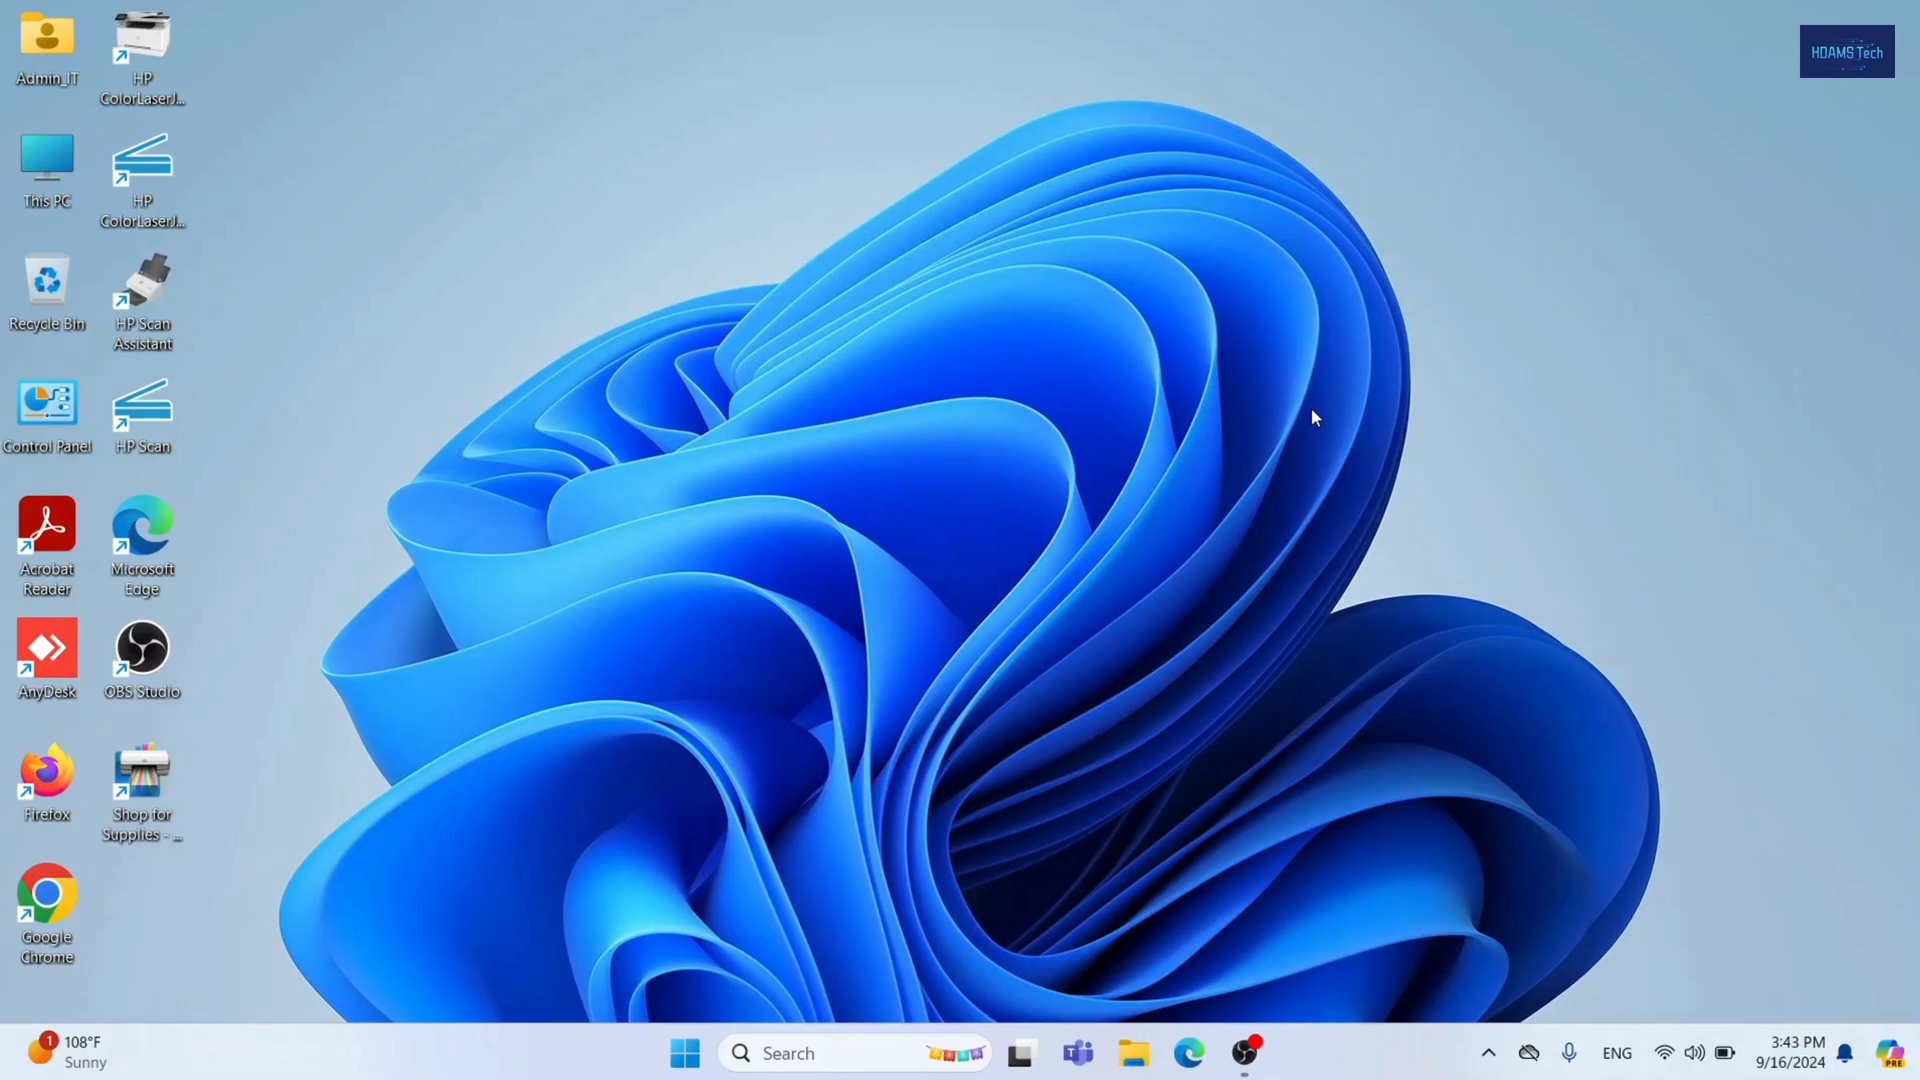 Admin_IT
HP
ColorLaserJ...
This PC
HP
ColorLaserJ...
Recycle Bin
HP Scan
Assistant
Control Panel
HP Scan
Acrobat
Reader
Microsoft
Edge
AnyDesk
OBS Studio
Firefox
Shop for
Supplies - ...
Google
Chrome
HDAMS Tech
1
108°F
Sunny
Search
ENG
3:43 PM
9/16/2024
PRE